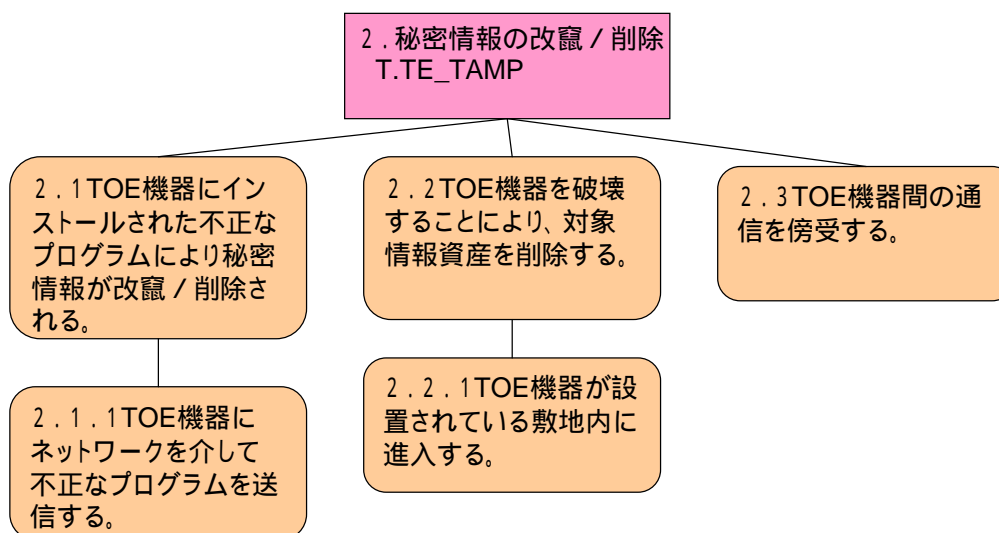 ２．秘密情報の改竄／削除
T.TE_TAMP
２．１TOE機器にイン
ストールされた不正な
プログラムにより秘密
情報が改竄／削除さ
れる。
２．２TOE機器を破壊
することにより、対象
情報資産を削除する。
２．３TOE機器間の通
信を傍受する。
２．１．１TOE機器に
ネットワークを介して
不正なプログラムを送
信する。
２．２．１TOE機器が設
置されている敷地内に
進入する。